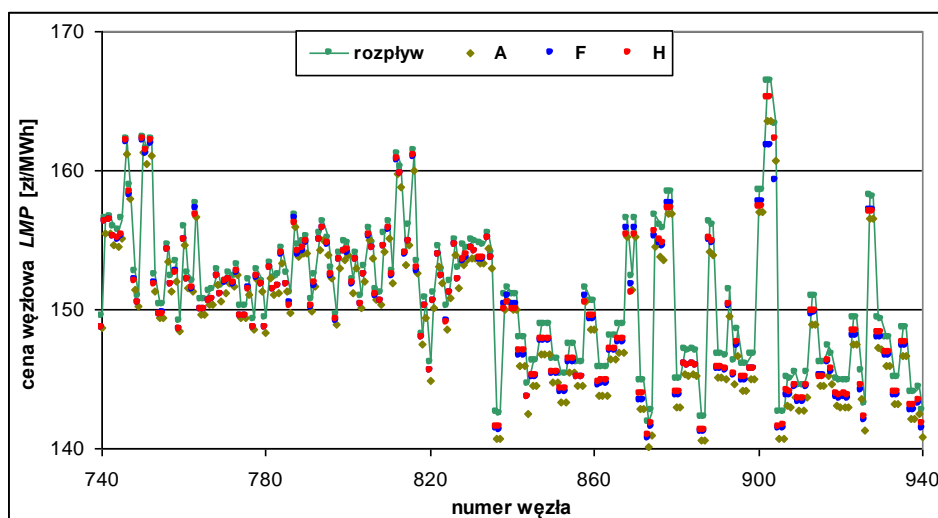 170
rozpływ A F H
160
150
140
cena węzłowa LMP [zł/MWh]
740 780 820 860 900 940
numer węzła